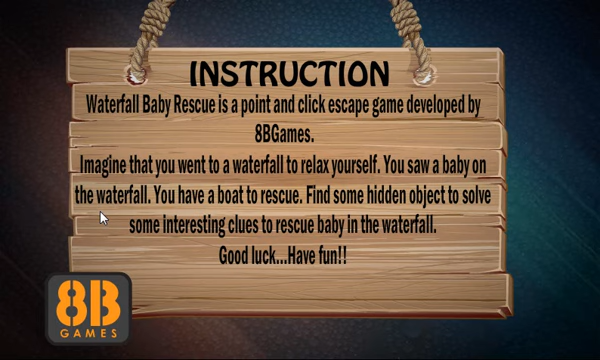 INSTRUCTION
Waterfall Baby Rescue is a point and click escape game developed by
8BGames.
Imagine that you went to a waterfall to relax yourself. You saw a baby on
the waterfall. You have a boat to rescue. Find some hidden object to solve
some interesting clues to rescue baby in the waterfall.
Good luck...Have fun!!
8B
GAMES